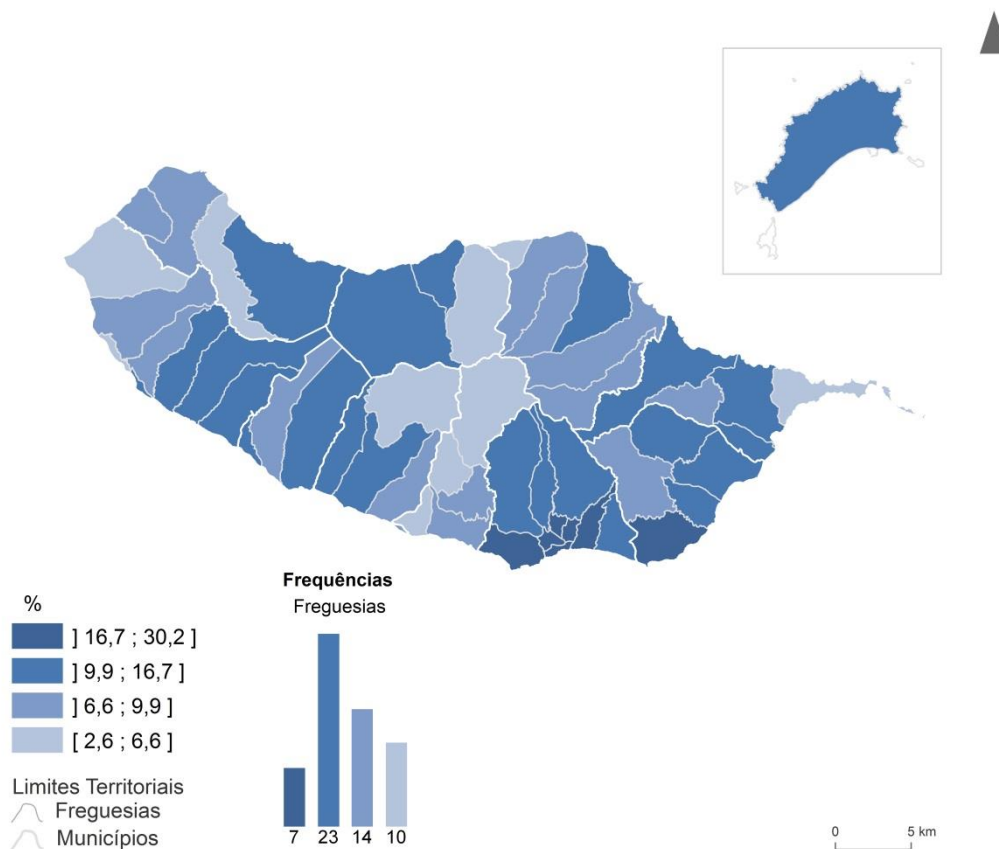 %
] 16,7 ; 30,2 ]
] 9,9 ; 16,7 ]
] 6,6 ; 9,9 ]
[ 2,6 ; 6,6 ]
Limites Territoriais
Freguesias
Municípios
Frequências
Freguesias
7 23 14 10
0 5 km